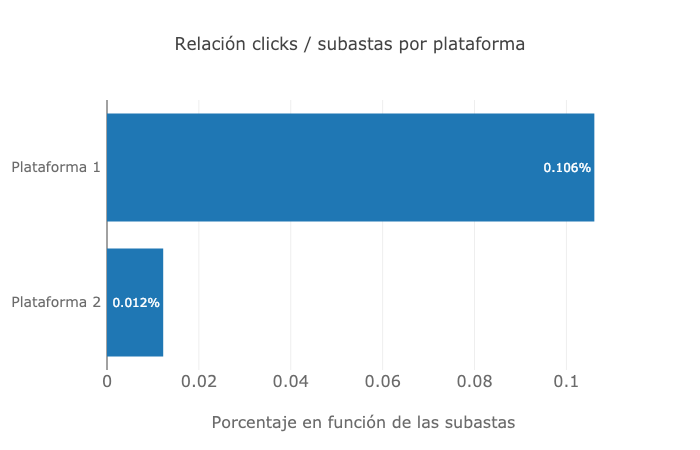 Relación clicks / subastas por plataforma
Plataforma 1
0.106%
Plataforma 2
0.012%
0 0.02 0.04 0.06 0.08 0.1
Porcentaje en función de las subastas